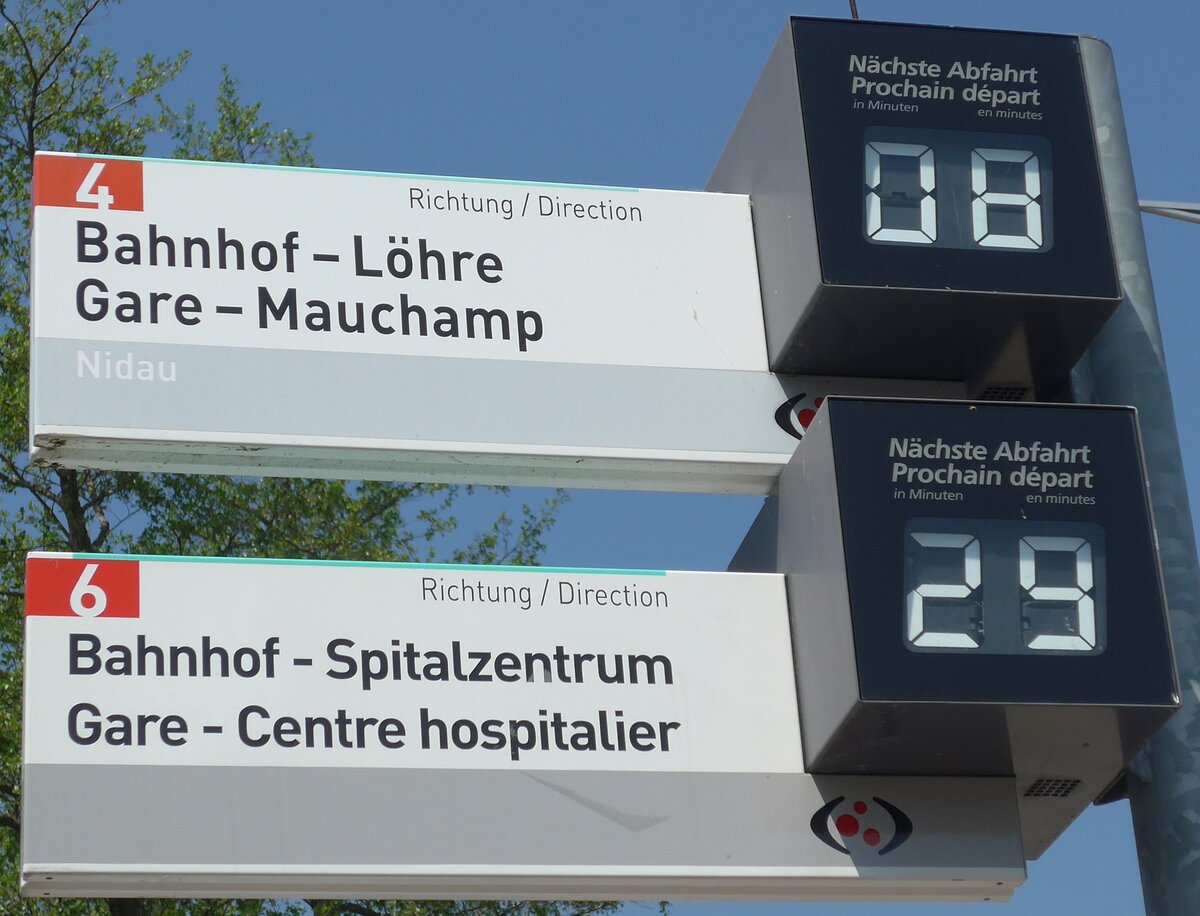 Nächste Abfahrt
Prochain départ
in Minuten en minutes
08
4
Richtung / Direction
Bahnhof – Löhre
Gare – Mauchamp
Nidau
Nächste Abfahrt
Prochain départ
in Minuten en minutes
29
6
Richtung / Direction
Bahnhof - Spitalzentrum
Gare - Centre hospitalier